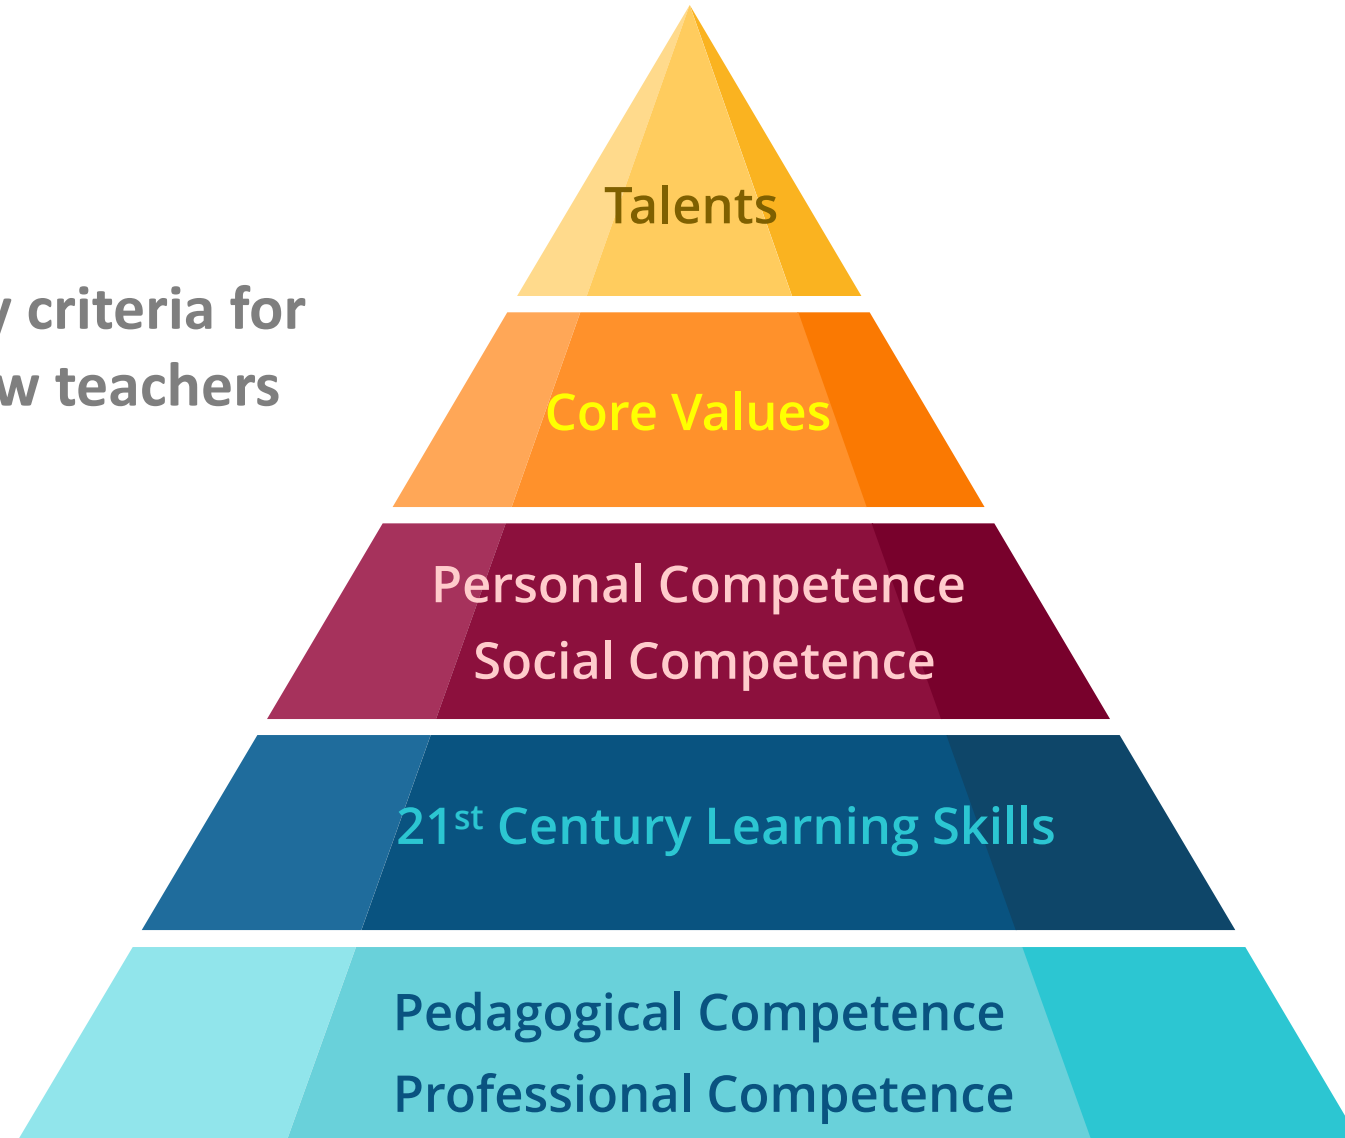 Talents
y criteria for
w teachers
Core Values
Personal Competence
Social Competence
21st Century Learning Skills
Pedagogical Competence
Professional Competence